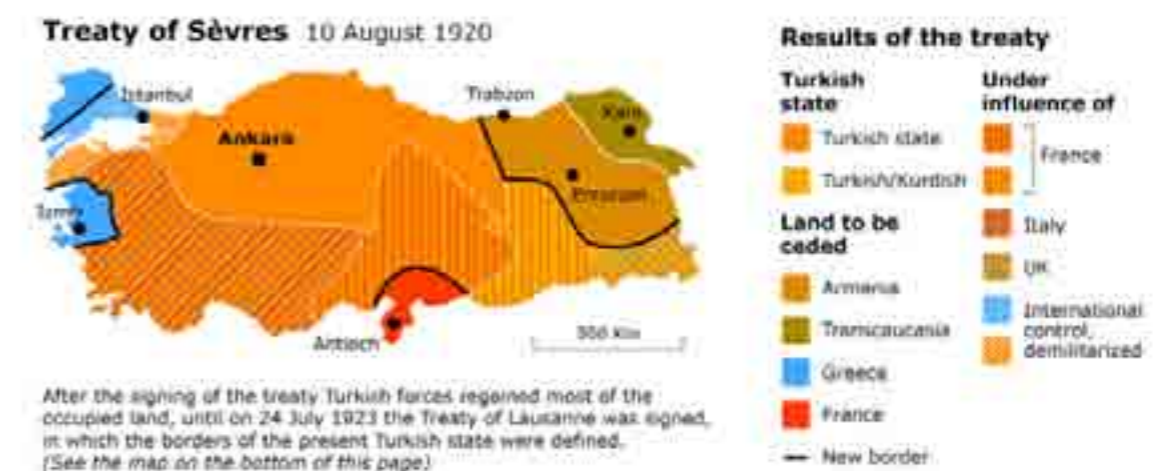 Treaty of Sèvres 10 August 1920
Istanbul
Trabzon
Kars
Ankara
Erzurum
Izmir
Antioch
300 Km
After the signing of the treaty Turkish forces regained most of the
occupied land, until on 24 July 1923 the Treaty of Lausanne was signed,
in which the borders of the present Turkish state were defined.
(See the map on the bottom of this page)
Results of the treaty
Turkish
state
Turkish state
Turkish/Kurdish
Land to be
ceded
Armenia
Transcaucasia
Greece
France
New border
Under
influence of
France
Italy
UK
International
control,
demilitarized